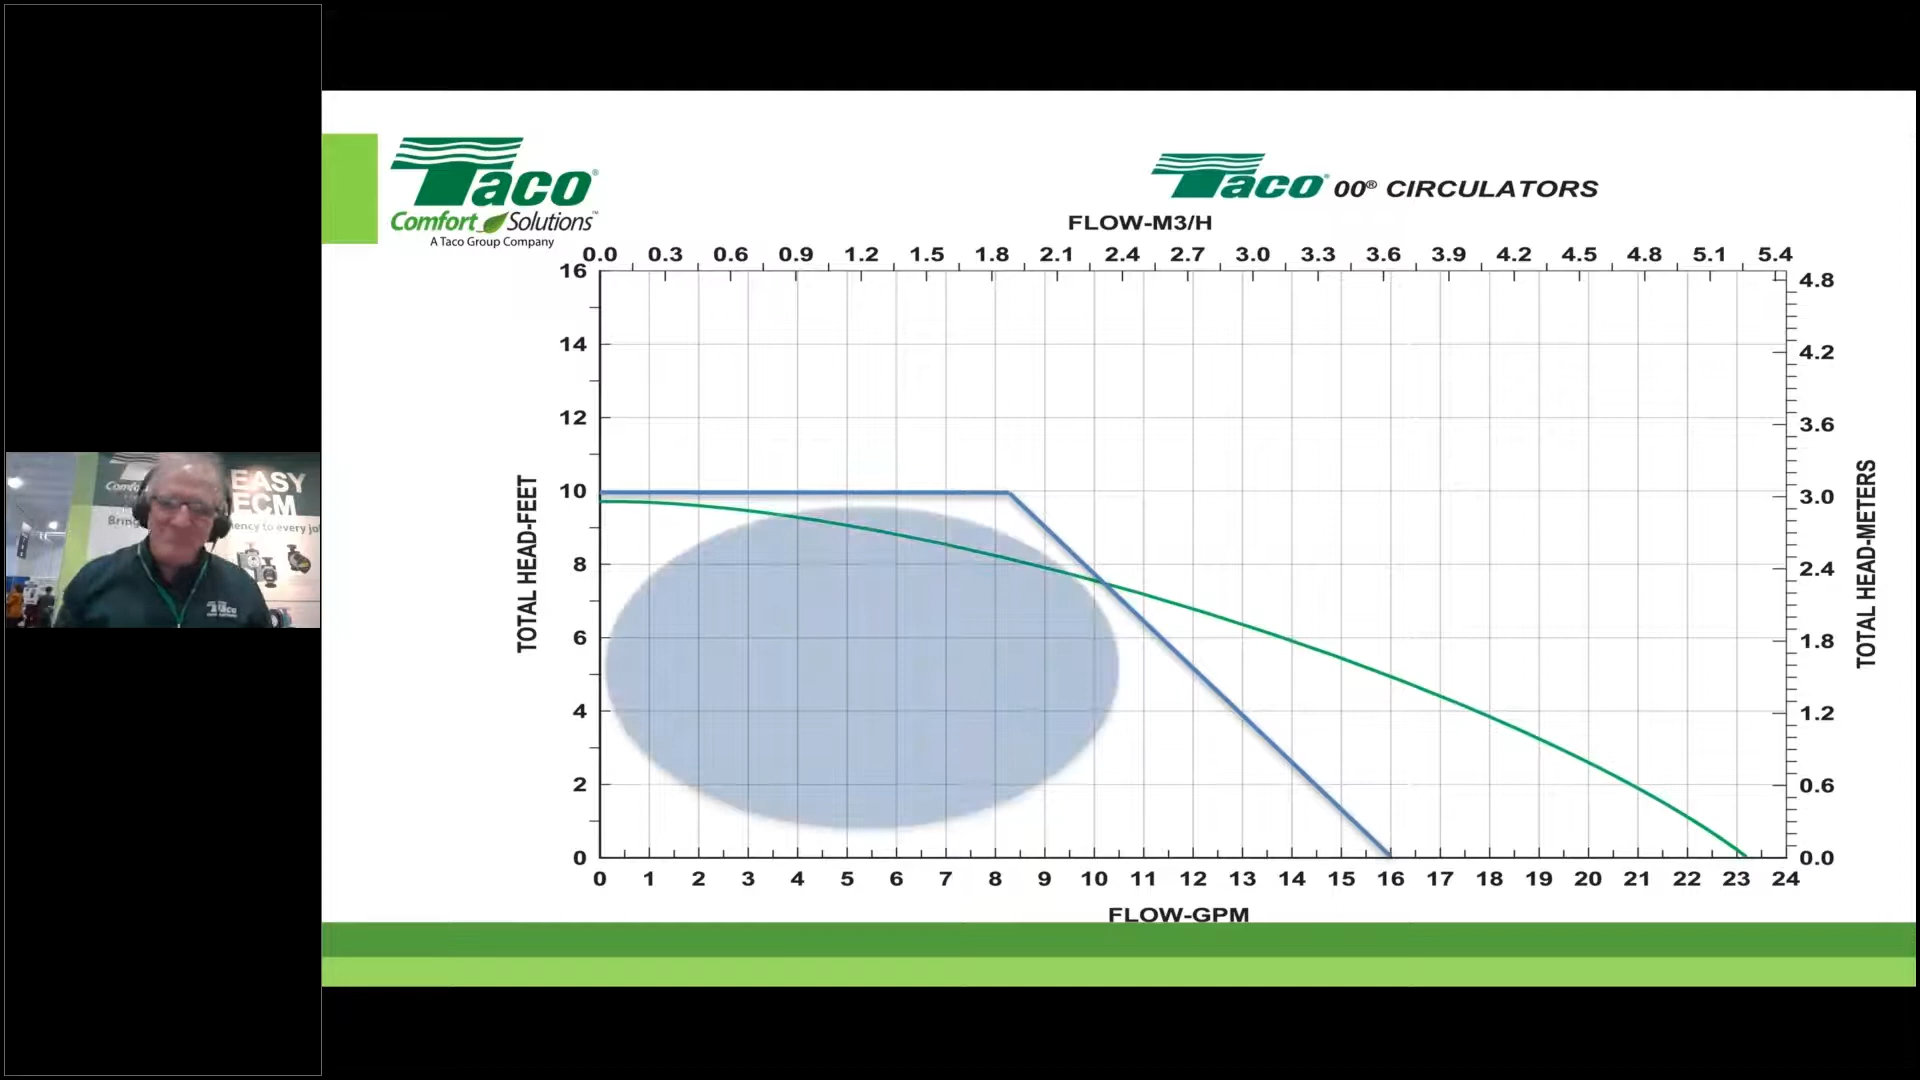 Taco®
Comfort Solutions™
A Taco Group Company
Taco® 00® CIRCULATORS
FLOW-M3/H
0.0 0.3 0.6 0.9 1.2 1.5 1.8 2.1 2.4 2.7 3.0 3.3 3.6 3.9 4.2 4.5 4.8 5.1 5.4
16
14
12
10
8
6
4
2
0
TOTAL HEAD-FEET
4.8
4.2
3.6
3.0
2.4
1.8
1.2
0.6
0.0
TOTAL HEAD-METERS
0 1 2 3 4 5 6 7 8 9 10 11 12 13 14 15 16 17 18 19 20 21 22 23 24
FLOW-GPM
EASY
ECM
Taco